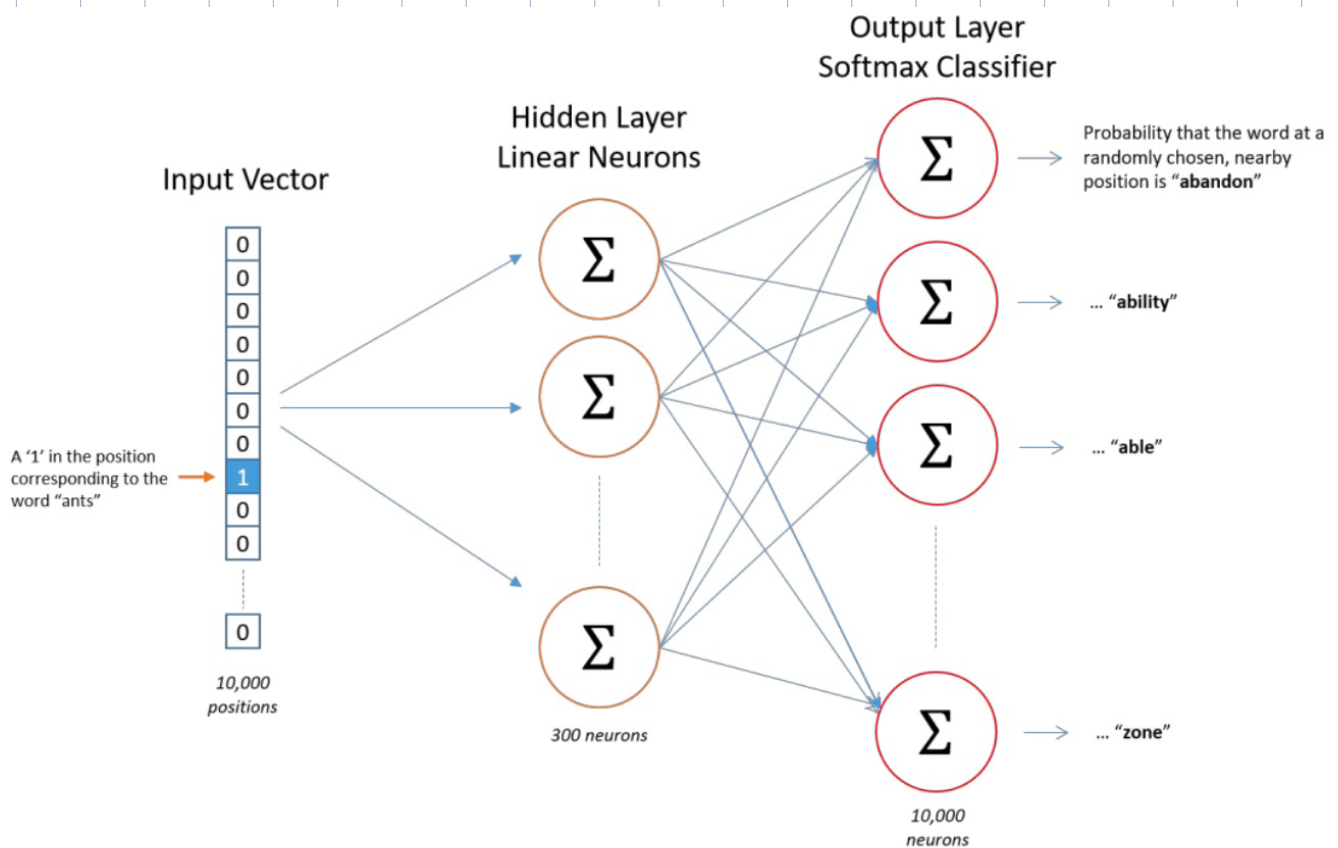 Output Layer
Softmax Classifier
Hidden Layer
Linear Neurons
Input Vector
0
0
0
0
0
0
0
1
0
0
0
A ‘1’ in the position
corresponding to the
word “ants”
10,000
positions
Σ
Σ
Σ
300 neurons
Σ
Σ
Σ
Σ
10,000
neurons
Probability that the word at a
randomly chosen, nearby
position is “abandon”
... “ability”
... “able”
... “zone”